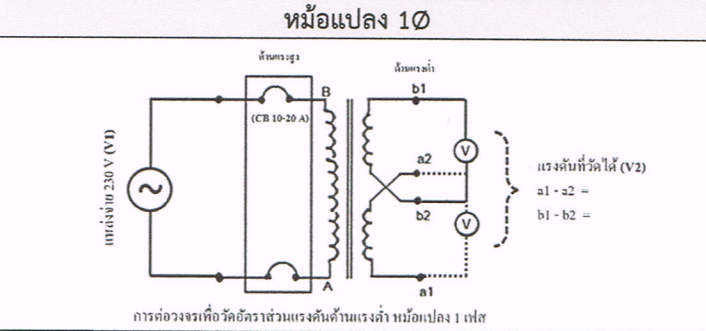 หม้อแปลง 1Ø
ด้านแรงสูง
ด้านแรงต่ำ
B
b1
(CB 10-20 A)
แหล่งจ่าย 230 V (V1)
V
a2
แรงดันที่วัดได้ (V2)
a1 - a2 =
b2
V
b1 - b2 =
A
a1
การต่อวงจรเพื่อวัดอัตราส่วนแรงดันด้านแรงต่ำ หม้อแปลง 1 เฟส